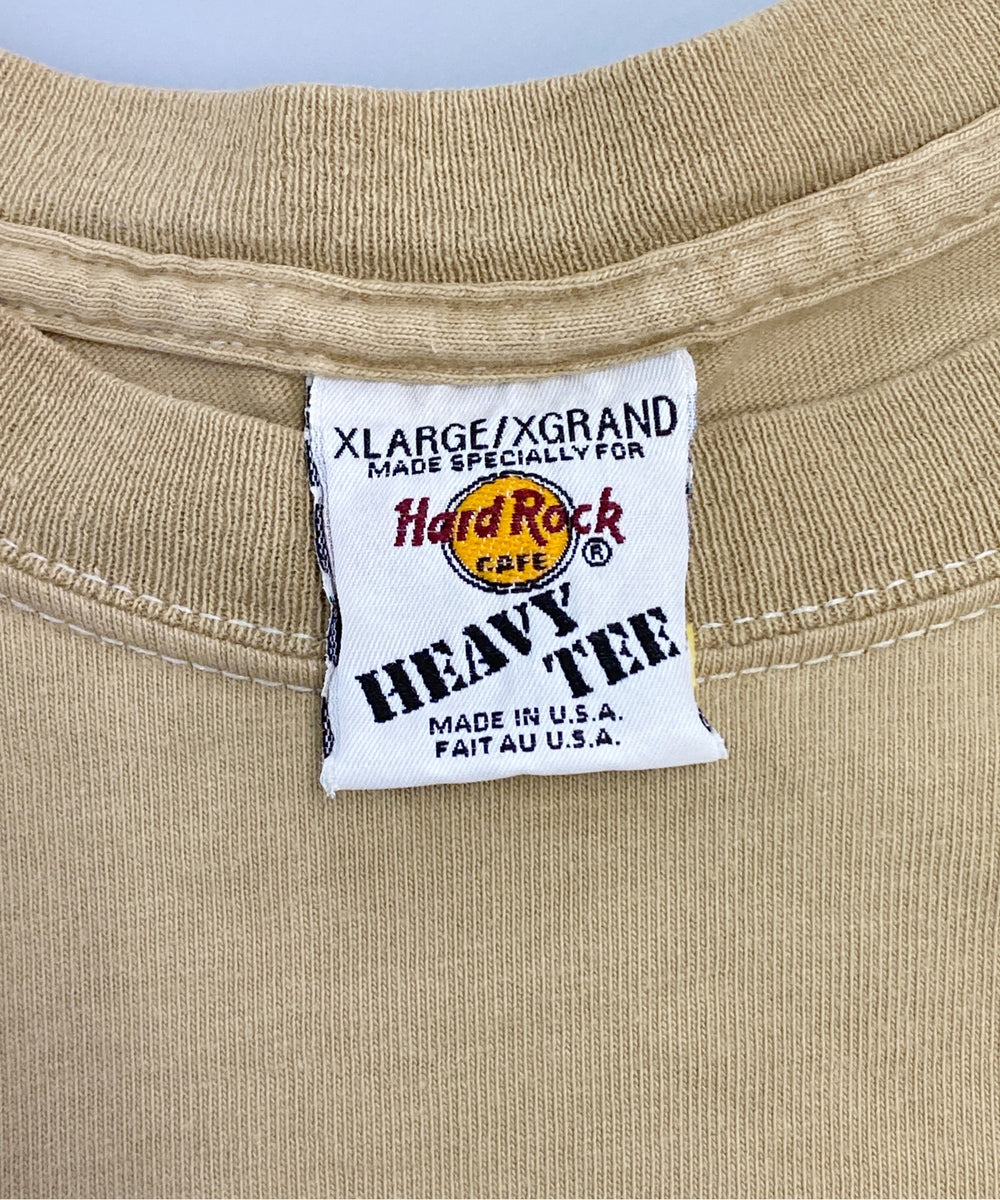 XLARGE/XGRAND
MADE SPECIALLY FOR
Hard Rock
CAFE
®
HEAVY
TEE
MADE IN U.S.A.
FAIT AU U.S.A.